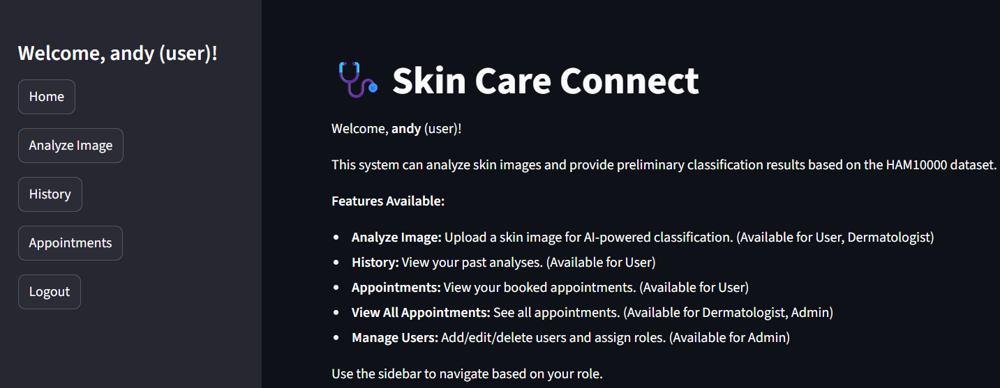 Welcome, andy (user)!
Home
Analyze Image
History
Appointments
Logout
Skin Care Connect
Welcome, andy (user)!
This system can analyze skin images and provide preliminary classification results based on the HAM10000 dataset.
Features Available:
• Analyze Image: Upload a skin image for AI-powered classification. (Available for User, Dermatologist)
• History: View your past analyses. (Available for User)
• Appointments: View your booked appointments. (Available for User)
• View All Appointments: See all appointments. (Available for Dermatologist, Admin)
• Manage Users: Add/edit/delete users and assign roles. (Available for Admin)
Use the sidebar to navigate based on your role.